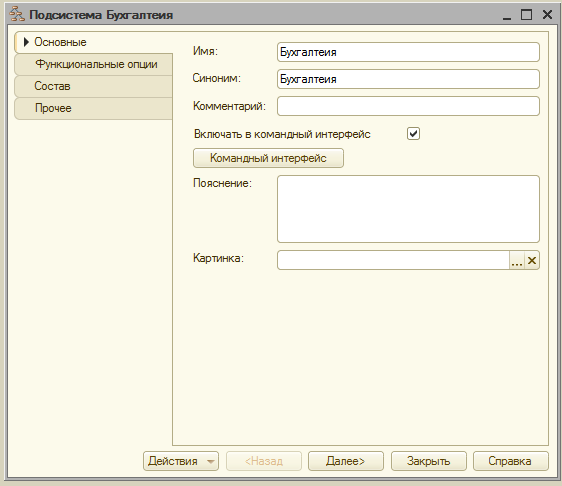 Подсистема Бухгалтеия
Основные
Функциональные опции
Состав
Прочее
Имя: Бухгалтеия
Синоним: Бухгалтеия
Комментарий:
Включать в командный интерфейс
Командный интерфейс
Пояснение:
Картинка: ...
Действия <Назад Далее> Закрыть Справка